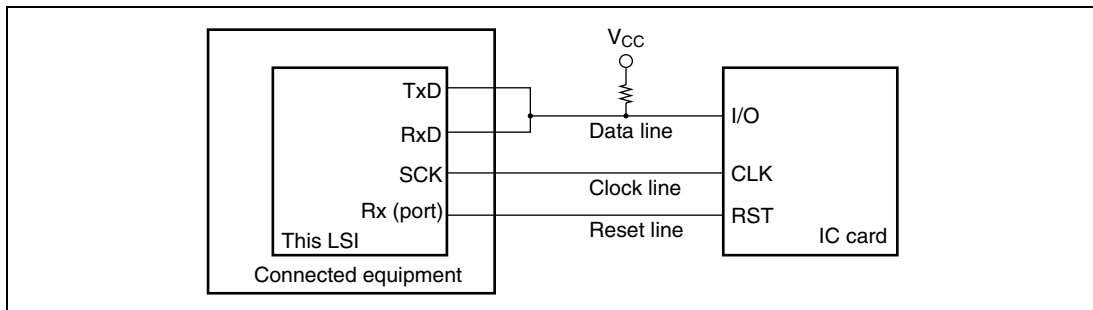 V_CC
TxD
RxD
SCK
Rx (port)
This LSI
Connected equipment
Data line
Clock line
Reset line
I/O
CLK
RST
IC card